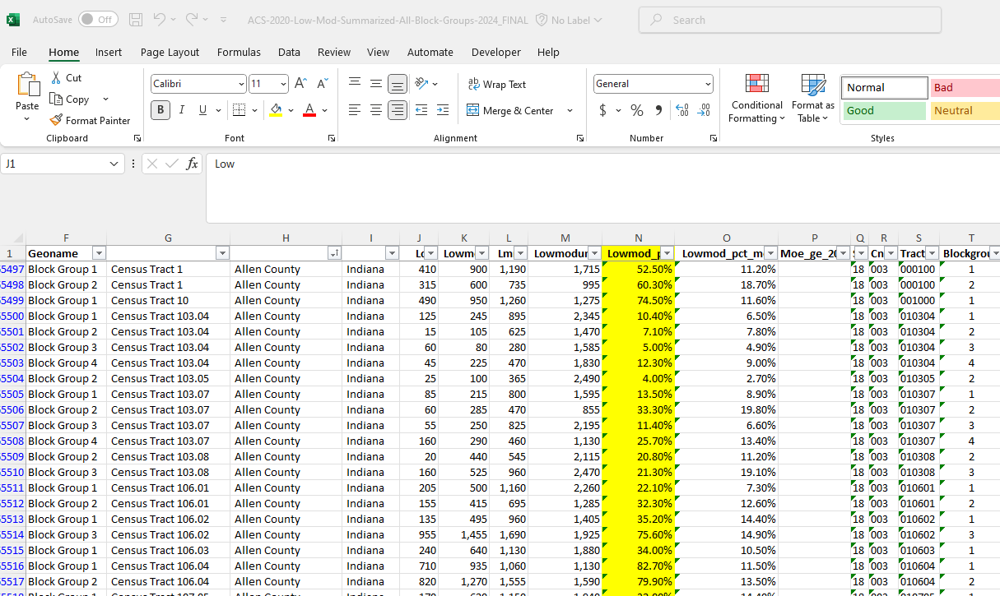 AutoSave Off ACS-2020-Low-Mod-Summarized-All-Block-Groups-2024_FINAL No Label Search
File Home Insert Page Layout Formulas Data Review View Automate Developer Help
Paste Cut Copy Format Painter Clipboard
Calibri 11 B I U A Font
Wrap Text Merge & Center Alignment
General $ % Number
Conditional Formatting Format as Table Normal Bad Good Neutral Styles
J1 fx Low
F G H I J K L M N O P Q R S T
1 Geoname Lo Lowm Lm Lowmodun Lowmod_p Lowmod_pct_m Moe_ge_20 S Cn Tract Blockgrou
5497 Block Group 1 Census Tract 1 Allen County Indiana 410 900 1,190 1,715 52.50% 11.20% 18 003 000100 1
5498 Block Group 2 Census Tract 1 Allen County Indiana 315 600 735 995 60.30% 18.70% 18 003 000100 2
5499 Block Group 1 Census Tract 10 Allen County Indiana 490 950 1,260 1,275 74.50% 11.60% 18 003 001000 1
5500 Block Group 1 Census Tract 103.04 Allen County Indiana 125 245 895 2,345 10.40% 6.50% 18 003 010304 1
5501 Block Group 2 Census Tract 103.04 Allen County Indiana 15 105 625 1,470 7.10% 7.80% 18 003 010304 2
5502 Block Group 3 Census Tract 103.04 Allen County Indiana 60 80 280 1,585 5.00% 4.90% 18 003 010304 3
5503 Block Group 4 Census Tract 103.04 Allen County Indiana 45 225 470 1,830 12.30% 9.00% 18 003 010304 4
5504 Block Group 2 Census Tract 103.05 Allen County Indiana 25 100 365 2,490 4.00% 2.70% 18 003 010305 2
5505 Block Group 1 Census Tract 103.07 Allen County Indiana 85 215 800 1,595 13.50% 8.90% 18 003 010307 1
5506 Block Group 2 Census Tract 103.07 Allen County Indiana 60 285 470 855 33.30% 19.80% 18 003 010307 2
5507 Block Group 3 Census Tract 103.07 Allen County Indiana 55 250 825 2,195 11.40% 6.60% 18 003 010307 3
5508 Block Group 4 Census Tract 103.07 Allen County Indiana 160 290 460 1,130 25.70% 13.40% 18 003 010307 4
5509 Block Group 2 Census Tract 103.08 Allen County Indiana 20 440 545 2,115 20.80% 11.20% 18 003 010308 2
5510 Block Group 3 Census Tract 103.08 Allen County Indiana 160 525 960 2,470 21.30% 19.10% 18 003 010308 3
5511 Block Group 1 Census Tract 106.01 Allen County Indiana 205 500 1,160 2,260 22.10% 7.30% 18 003 010601 1
5512 Block Group 2 Census Tract 106.01 Allen County Indiana 155 415 695 1,285 32.30% 12.60% 18 003 010601 2
5513 Block Group 1 Census Tract 106.02 Allen County Indiana 135 495 960 1,405 35.20% 14.40% 18 003 010602 1
5514 Block Group 3 Census Tract 106.02 Allen County Indiana 955 1,455 1,690 1,925 75.60% 14.90% 18 003 010602 3
5515 Block Group 1 Census Tract 106.03 Allen County Indiana 240 640 1,130 1,880 34.00% 10.50% 18 003 010603 1
5516 Block Group 1 Census Tract 106.04 Allen County Indiana 710 935 1,060 1,130 82.70% 11.50% 18 003 010604 1
5517 Block Group 2 Census Tract 106.04 Allen County Indiana 820 1,270 1,555 1,590 79.90% 13.50% 18 003 010604 2